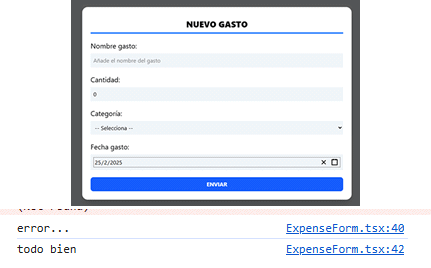 NUEVO GASTO
Nombre gasto:
Añade el nombre del gasto
Cantidad:
0
Categoría:
-- Selecciona --
Fecha gasto:
25/2/2025
ENVIAR
error... ExpenseForm.tsx:40
todo bien ExpenseForm.tsx:42